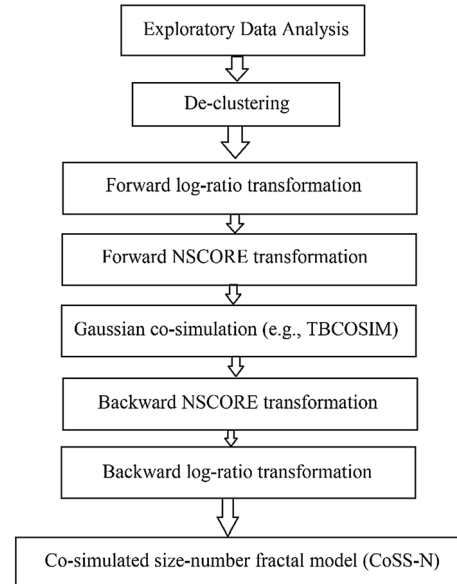 Exploratory Data Analysis
De-clustering
Forward log-ratio transformation
Forward NSCORE transformation
Gaussian co-simulation (e.g., TBCOSIM)
Backward NSCORE transformation
Backward log-ratio transformation
Co-simulated size-number fractal model (CoSS-N)